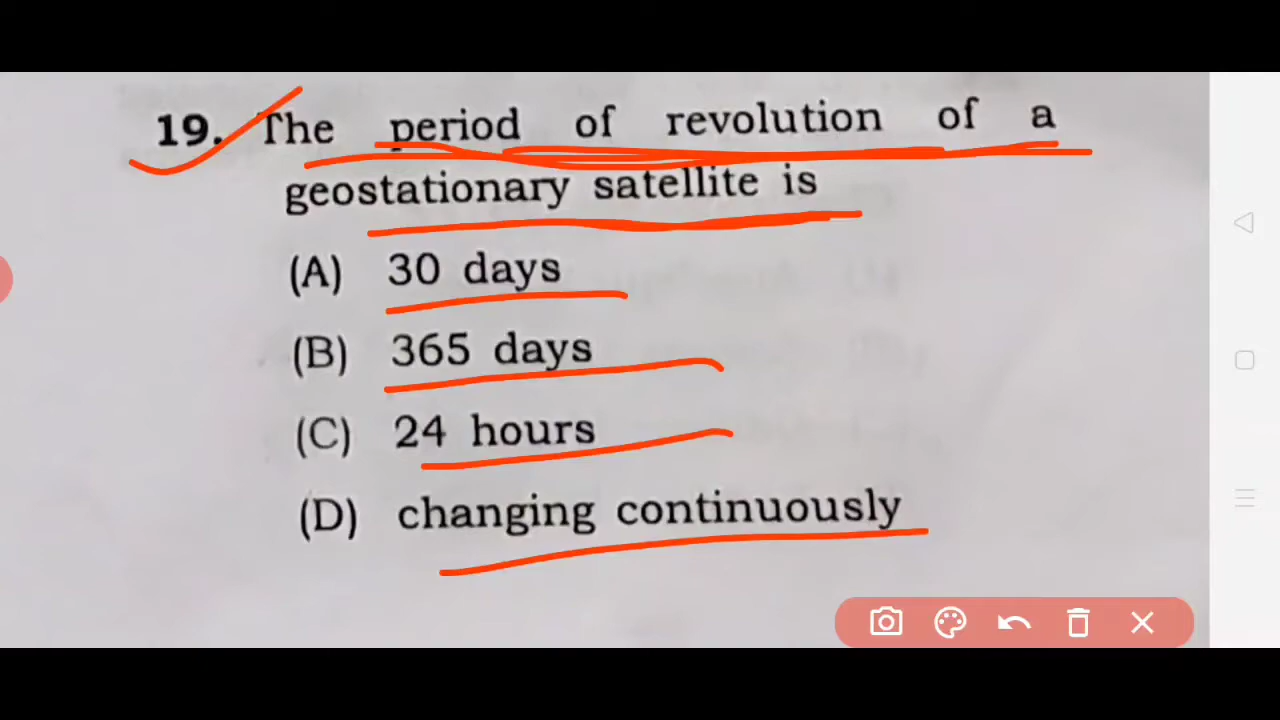 19. The period of revolution of a
geostationary satellite is
(A) 30 days
(B) 365 days
(C) 24 hours
(D) changing continuously